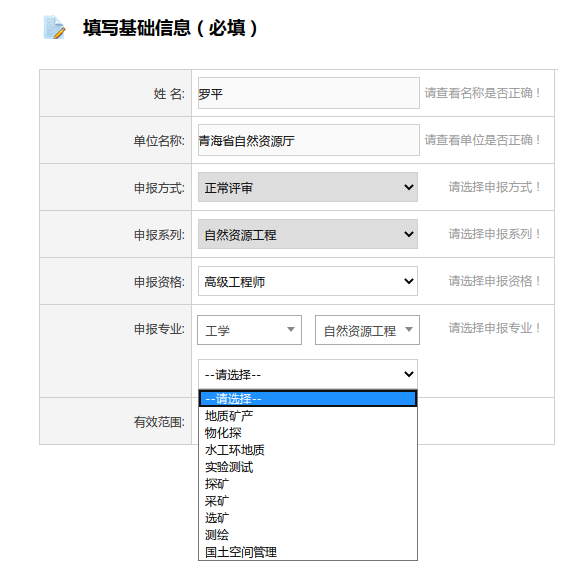 填写基础信息（必填）
姓 名: 罗平 请查看名称是否正确！
单位名称: 青海省自然资源厅 请查看单位是否正确！
申报方式: 正常评审 请选择申报方式！
申报系列: 自然资源工程 请选择申报系列！
申报资格: 高级工程师 请选择申报资格！
申报专业: 工学 自然资源工程 请选择申报专业！
--请选择--
--请选择--
地质矿产
有效范围:
物化探
水工环地质
实验测试
探矿
采矿
选矿
测绘
国土空间管理